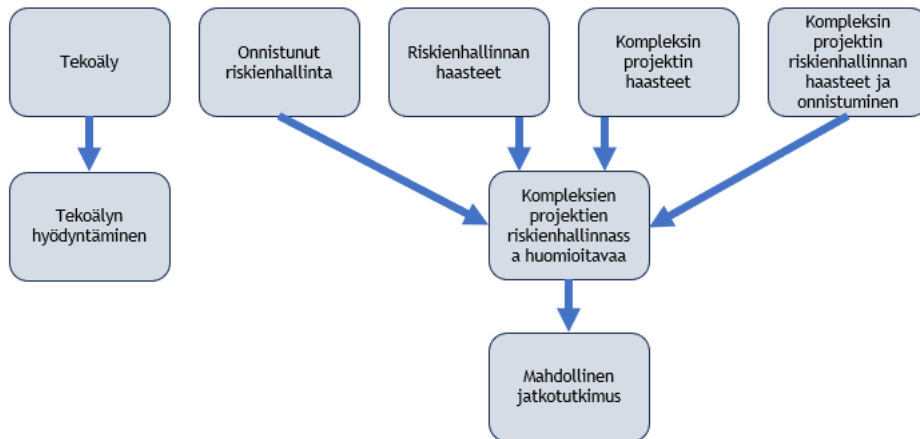 Tekoäly
Onnistunut
riskienhallinta
Riskienhallinnan
haasteet
Kompleksin
projektin
haasteet
Kompleksin
projektin
riskienhallinnan
haasteet ja
onnistuminen
Tekoälyn
hyödyntäminen
Kompleksien
projektien
riskienhallinnass
a huomioitavaa
Mahdollinen
jatkotutkimus